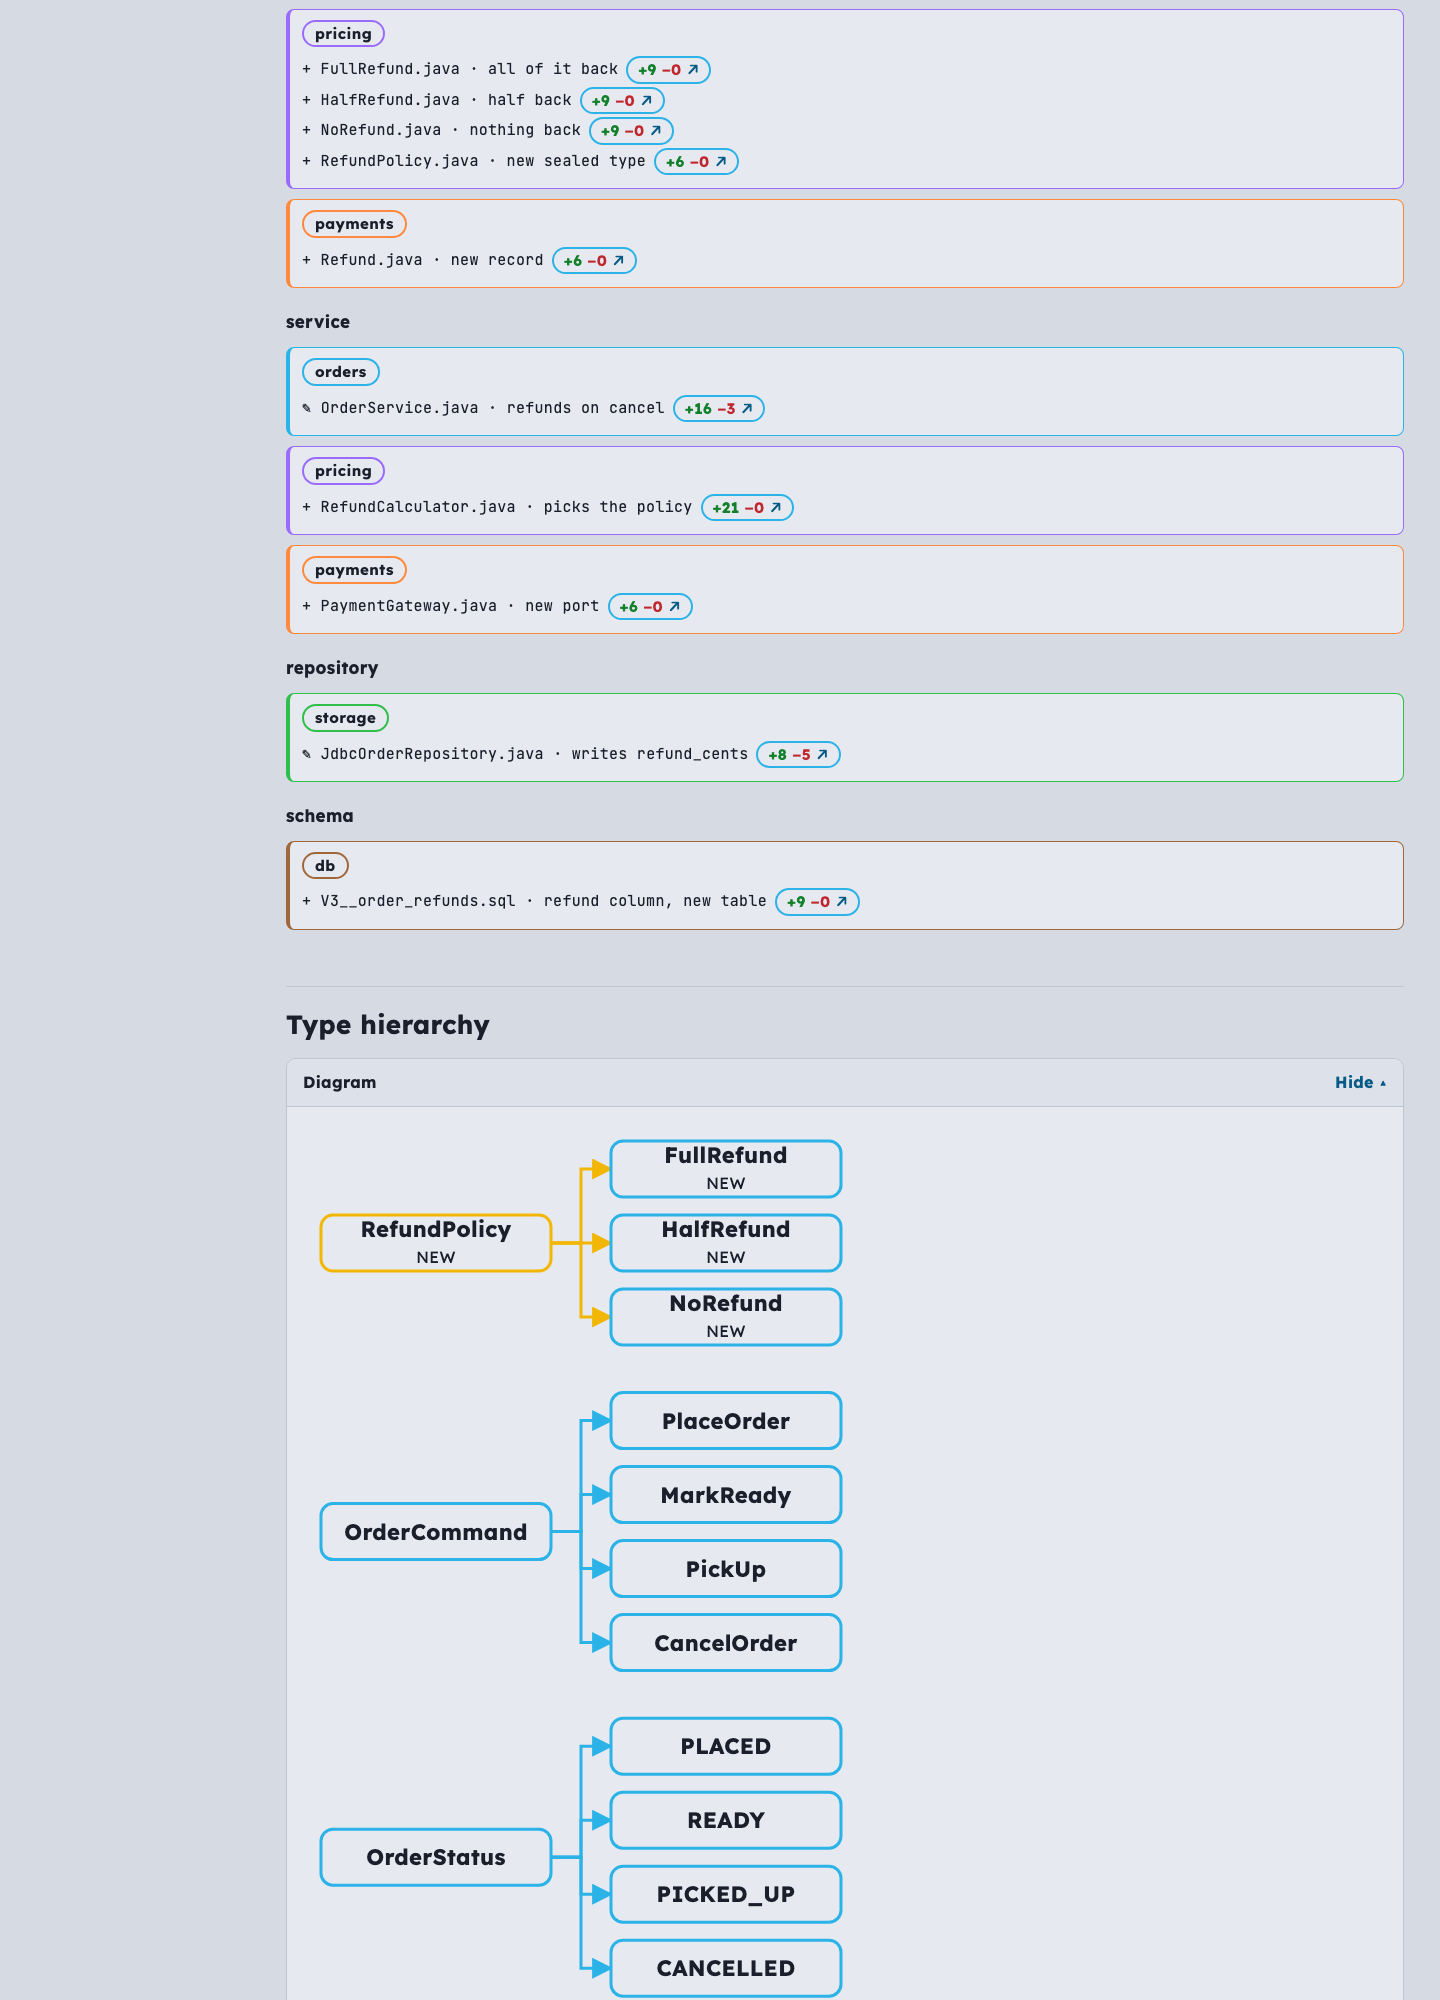 pricing
+ FullRefund.java · all of it back +9 −0 ↗
+ HalfRefund.java · half back +9 −0 ↗
+ NoRefund.java · nothing back +9 −0 ↗
+ RefundPolicy.java · new sealed type +6 −0 ↗
payments
+ Refund.java · new record +6 −0 ↗
service
orders
✎ OrderService.java · refunds on cancel +16 −3 ↗
pricing
+ RefundCalculator.java · picks the policy +21 −0 ↗
payments
+ PaymentGateway.java · new port +6 −0 ↗
repository
storage
✎ JdbcOrderRepository.java · writes refund_cents +8 −5 ↗
schema
db
+ V3__order_refunds.sql · refund column, new table +9 −0 ↗
Type hierarchy
Diagram Hide ▴
FullRefund
NEW
RefundPolicy
NEW
HalfRefund
NEW
NoRefund
NEW
PlaceOrder
MarkReady
OrderCommand
PickUp
CancelOrder
PLACED
READY
OrderStatus
PICKED_UP
CANCELLED